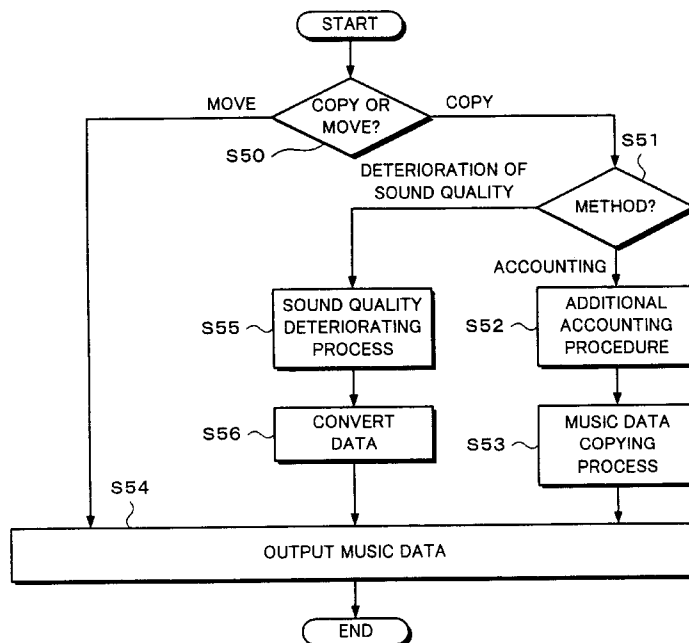 START
COPY OR
MOVE?
MOVE
COPY
S50
S51
DETERIORATION OF
SOUND QUALITY
METHOD?
ACCOUNTING
S55
SOUND QUALITY
DETERIORATING
PROCESS
S52
ADDITIONAL
ACCOUNTING
PROCEDURE
S56
CONVERT
DATA
S53
MUSIC DATA
COPYING
PROCESS
S54
OUTPUT MUSIC DATA
END